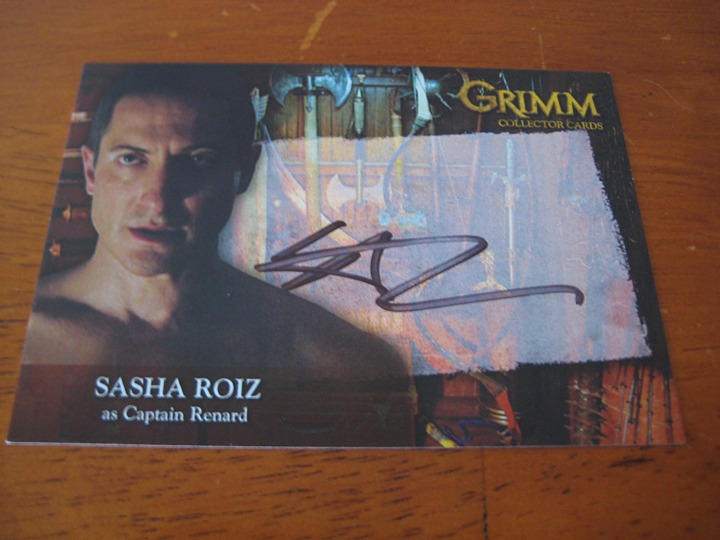 GRIMM
COLLECTOR CARDS
SASHA ROIZ
as Captain Renard